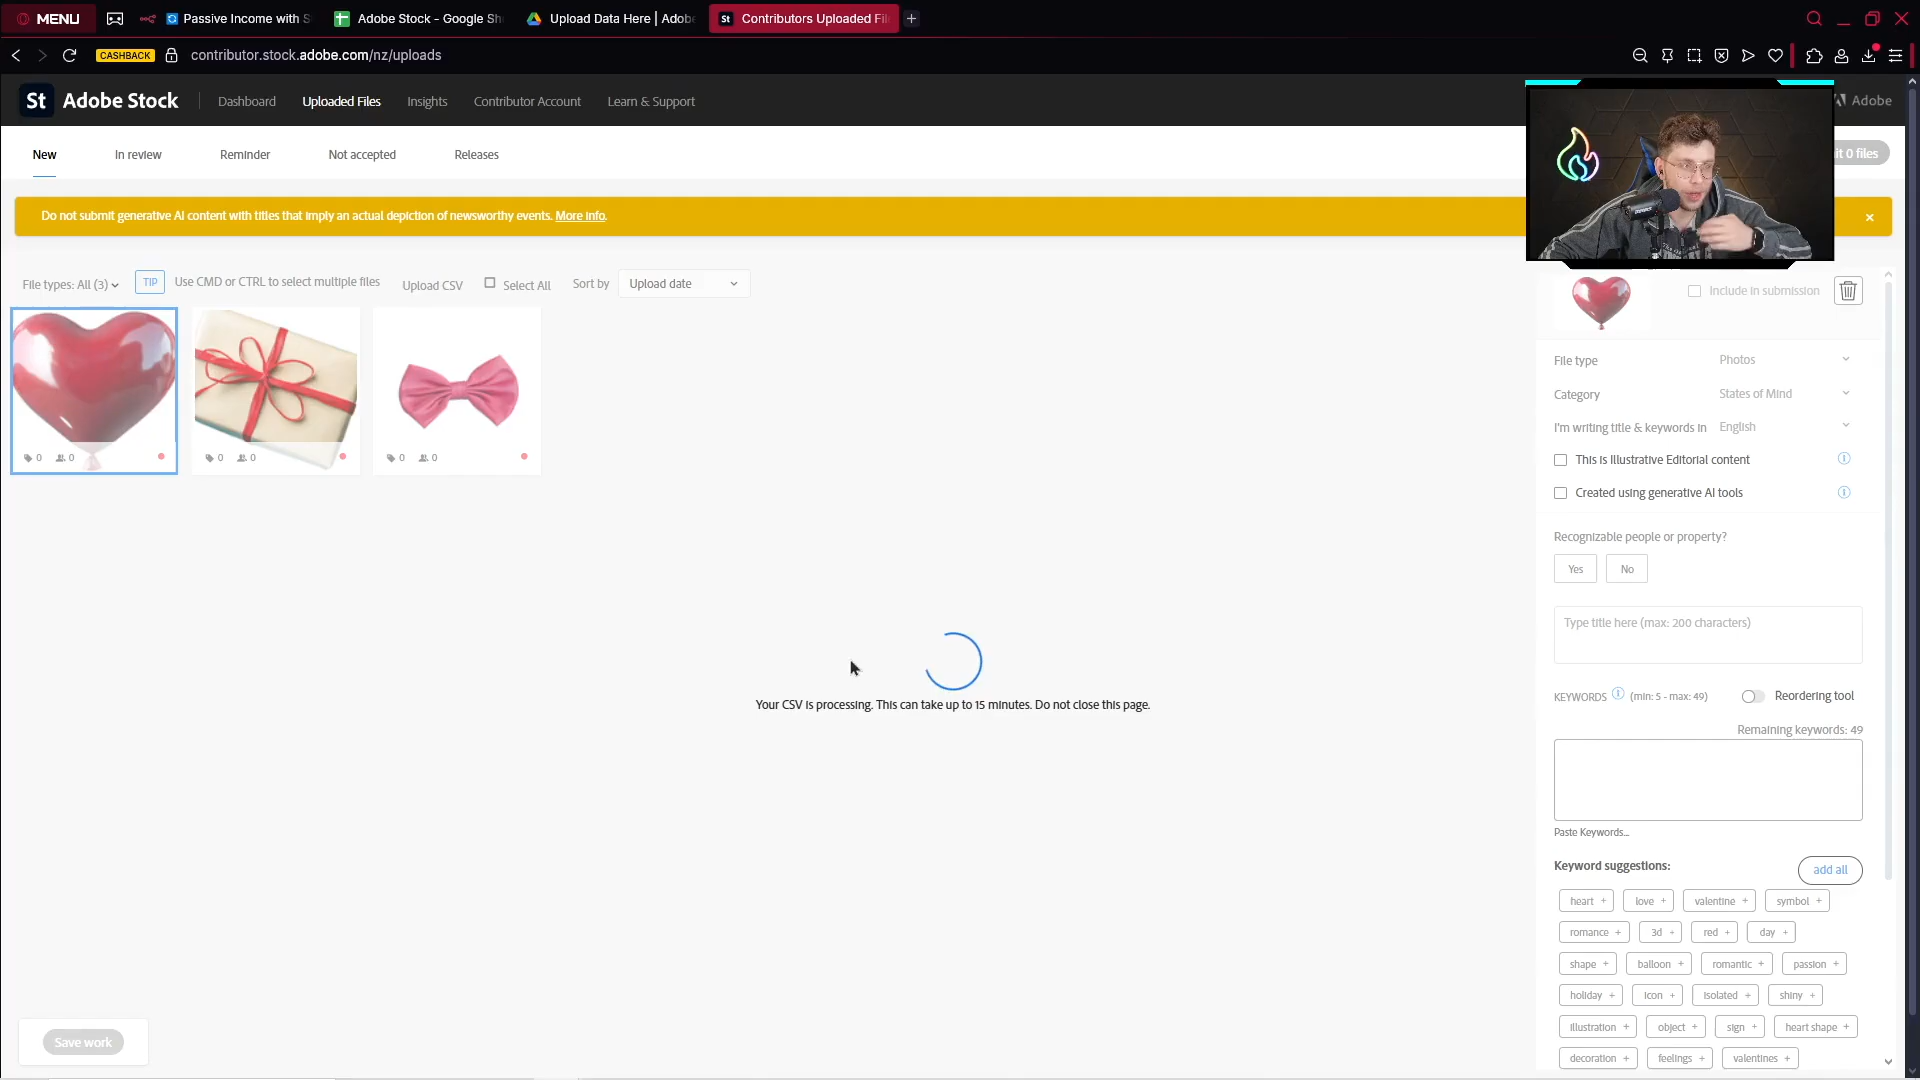 MENU
Passive Income with S
Adobe Stock - Google Sh
Upload Data Here | Adob
St Contributors Uploaded Fil
CASHBACK
contributor.stock.adobe.com/nz/uploads
St Adobe Stock
Dashboard
Uploaded Files
Insights
Contributor Account
Learn & Support
Adobe
New
In review
Reminder
Not accepted
Releases
it 0 files
Do not submit generative AI content with titles that imply an actual depiction of newsworthy events. More info.
File types: All (3)
TIP
Use CMD or CTRL to select multiple files
Upload CSV
Select All
Sort by
Upload date
0 0
0 0
0 0
Your CSV is processing. This can take up to 15 minutes. Do not close this page.
Save work
Include in submission
File type Photos
Category States of Mind
I'm writing title & keywords in English
This is Illustrative Editorial content
Created using generative AI tools
Recognizable people or property?
Yes No
Type title here (max: 200 characters)
KEYWORDS (min: 5 - max: 49) Reordering tool
Remaining keywords: 49
Paste Keywords...
Keyword suggestions: add all
heart + love + valentine + symbol +
romance + 3d + red + day +
shape + balloon + romantic + passion +
holiday + icon + isolated + shiny +
illustration + object + sign + heart shape +
decoration + feelings + valentines +